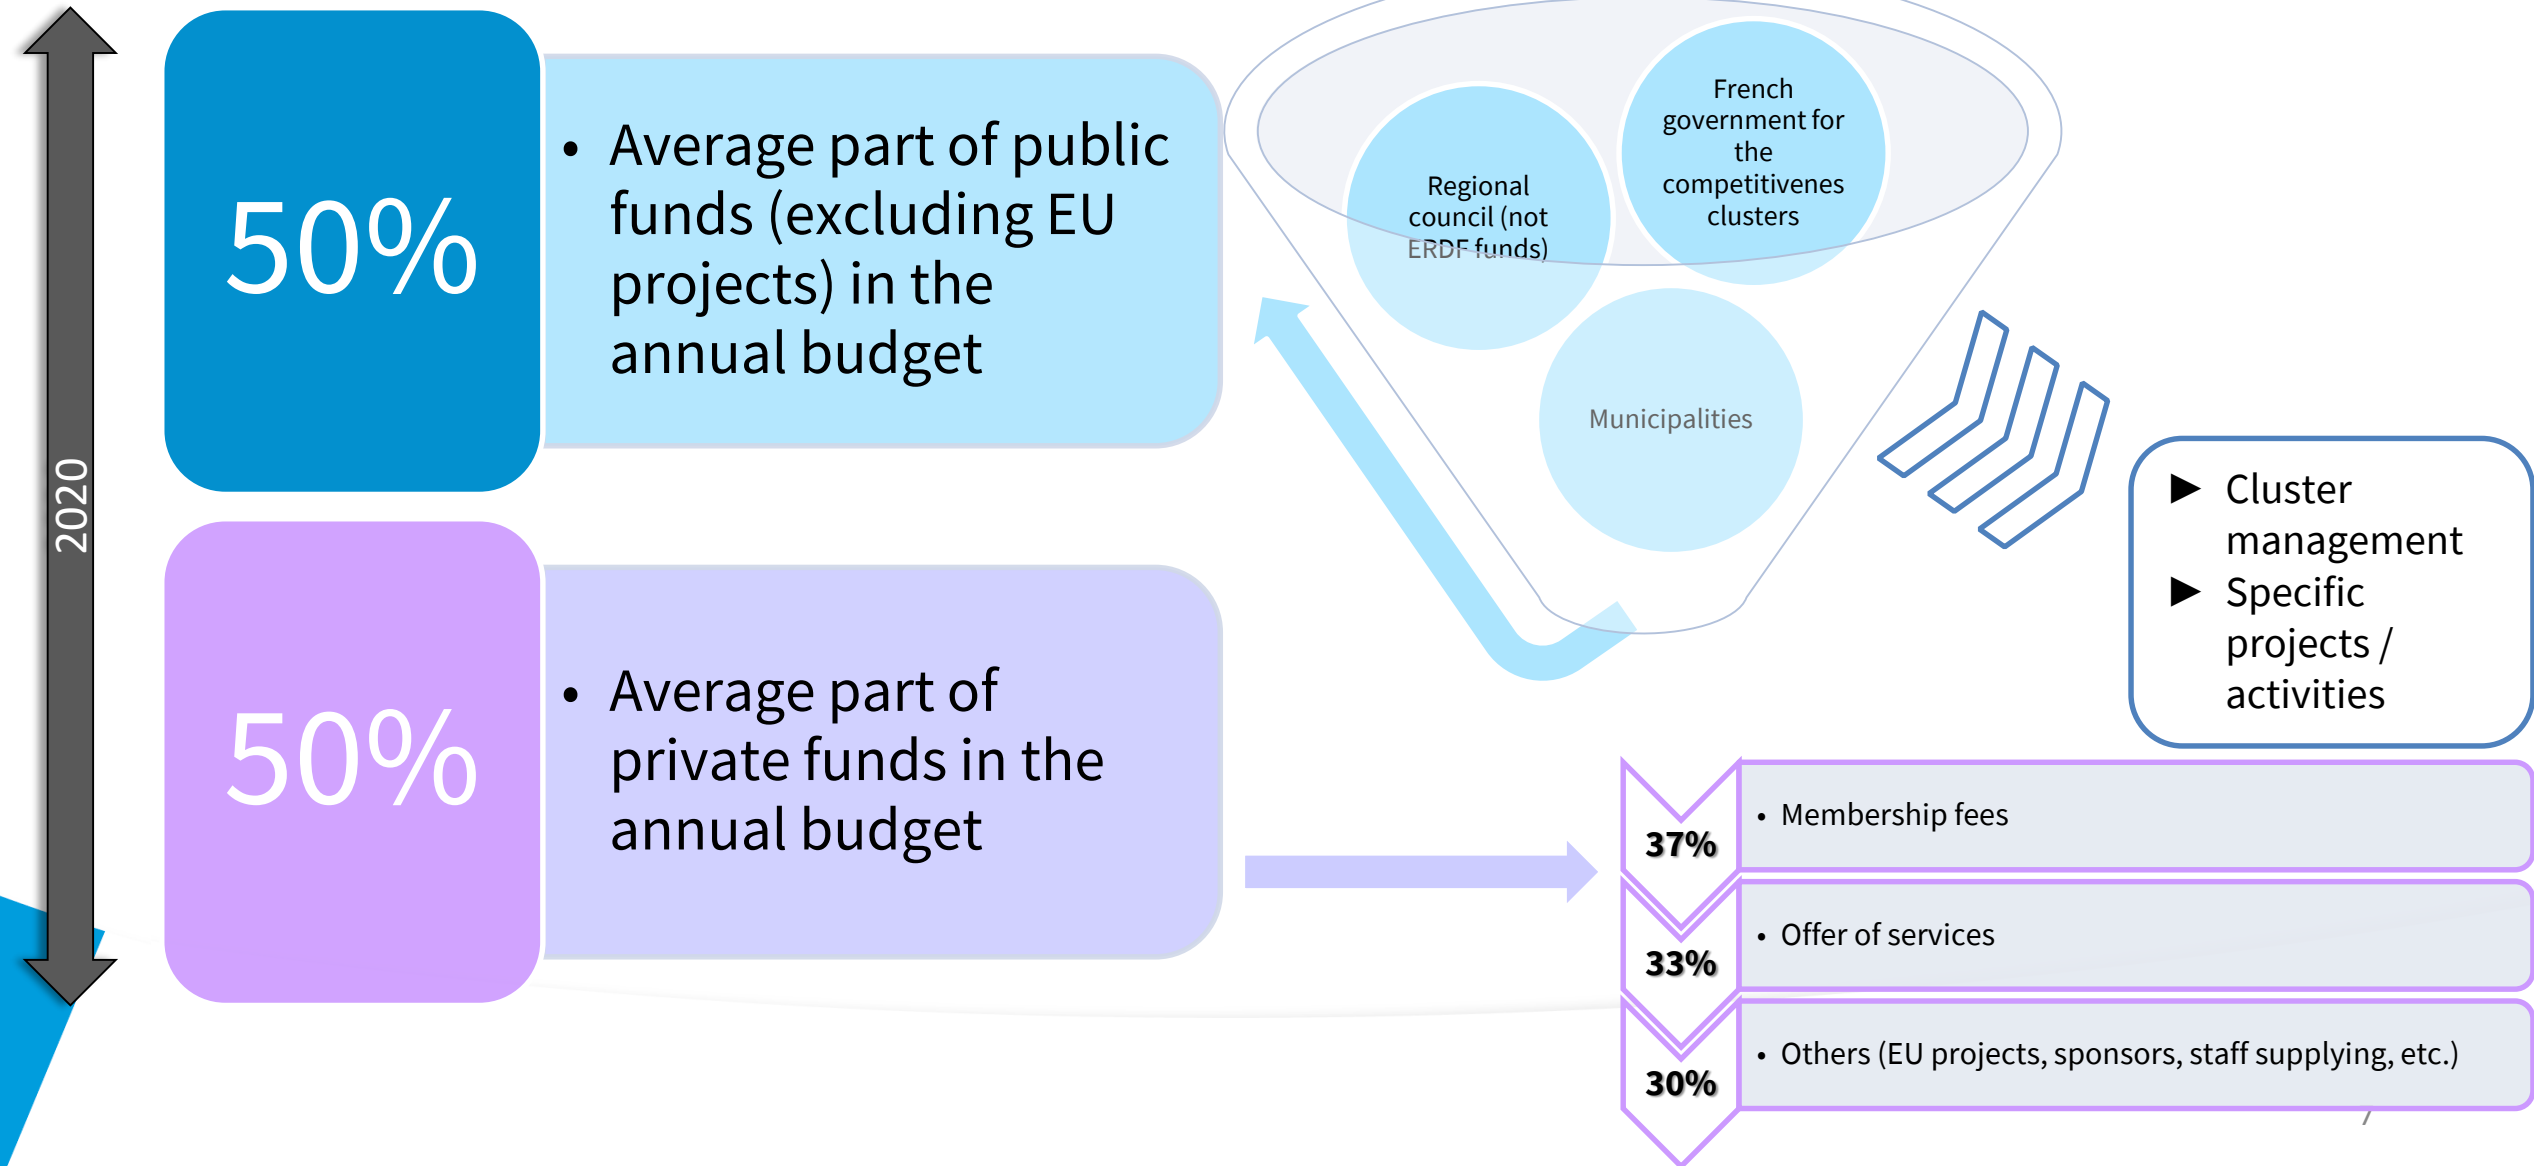 2020
50%
• Average part of public
funds (excluding EU
projects) in the
annual budget
50%
• Average part of
private funds in the
annual budget
French
government for
the
competitivenes
clusters
Regional
council (not
ERDF funds)
Municipalities
► Cluster
management
► Specific
projects /
activities
37%
• Membership fees
33%
• Offer of services
30%
• Others (EU projects, sponsors, staff supplying, etc.)